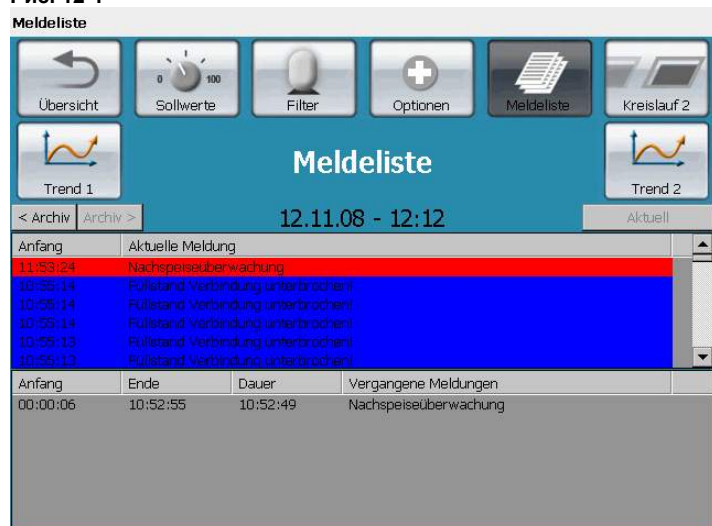 Meldeliste
Übersicht
0 100
Sollwerte
Filter
Optionen
Meldeliste
Kreislauf 2
Trend 1
Meldeliste
Trend 2
< Archiv Archiv > 12.11.08 - 12:12 Aktuell
Anfang Aktuelle Meldung
11:53:24 Nachspeiseüberwachung
10:55:14 Füllstand Verbindung unterbrochen!
10:55:14 Füllstand Verbindung unterbrochen!
10:55:14 Füllstand Verbindung unterbrochen!
10:55:13 Füllstand Verbindung unterbrochen!
10:55:13 Füllstand Verbindung unterbrochen!
Anfang Ende Dauer Vergangene Meldungen
00:00:06 10:52:55 10:52:49 Nachspeiseüberwachung